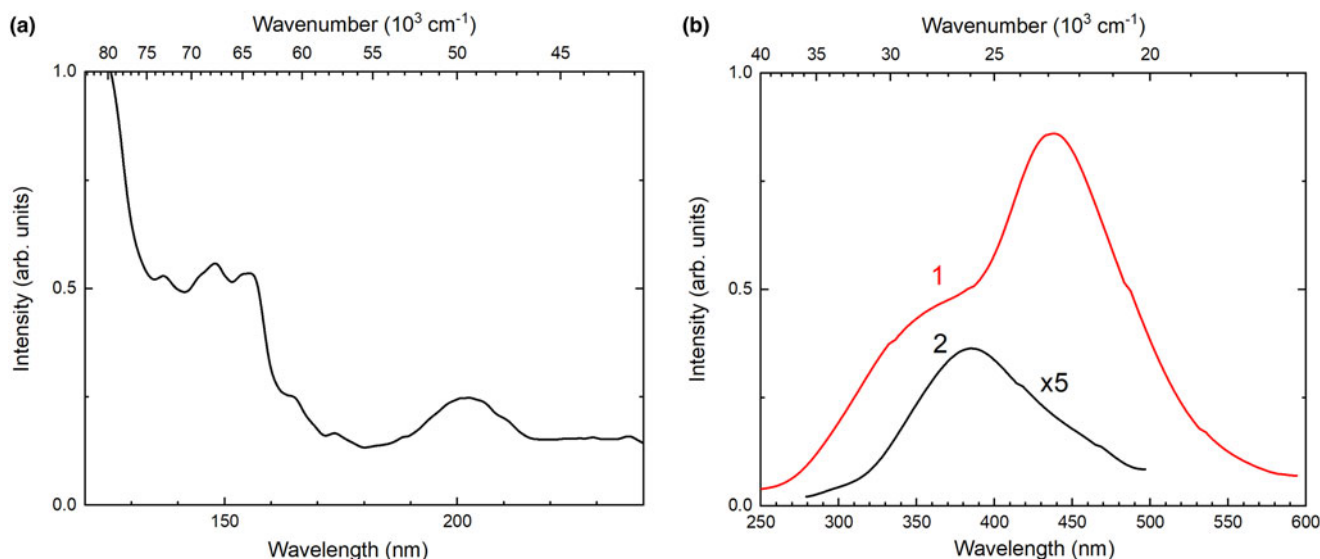 (a)
Wavenumber (10³ cm⁻¹)
80 75 70 65 60 55 50 45
1.0
0.5
0.0
Intensity (arb. units)
150 200
Wavelength (nm)
(b)
Wavenumber (10³ cm⁻¹)
40 35 30 25 20
1.0
0.5
0.0
Intensity (arb. units)
1
2
x5
250 300 350 400 450 500 550 600
Wavelength (nm)